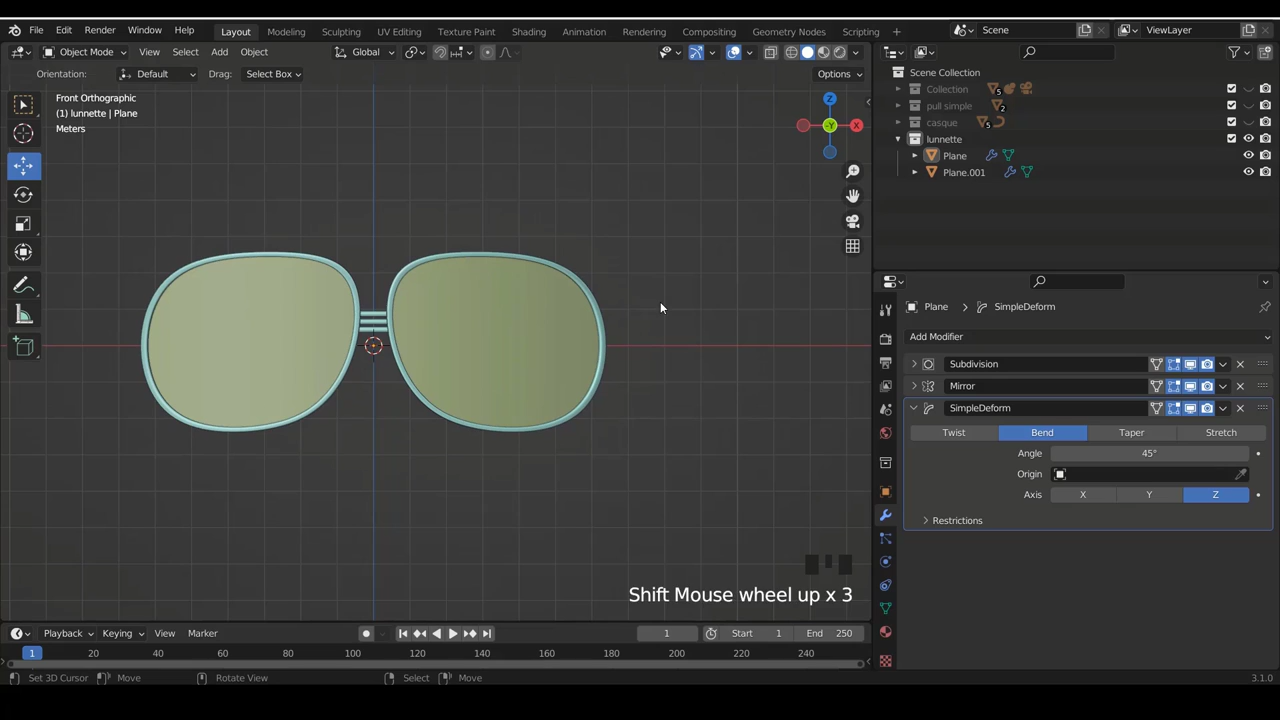 File Edit Render Window Help Layout Modeling Sculpting UV Editing Texture Paint Shading Animation Rendering Compositing Scripting + Scene ViewLayer
Object Mode View Select Add Object Global
Orientation: Default Drag: Select Box Options
Front Orthographic
(1) lunnette | Plane
Meters
Z
X
-Y
Scene Collection
Collection 5 2
pull simple 2
casque 5
lunnette
Plane
Plane.001
Plane > SimpleDeform
Add Modifier
Subdivision
Mirror
SimpleDeform
Twist Bend Taper Stretch
Angle 45°
Origin
Axis X Y Z
Restrictions
Shift Mouse wheel up x 3
Playback Keying View Marker 1 Start 1 End 250
1 20 40 60 80 100 120 140 160 180 200 220 240
Set 3D Cursor Move Rotate View Select Move 3.1.0